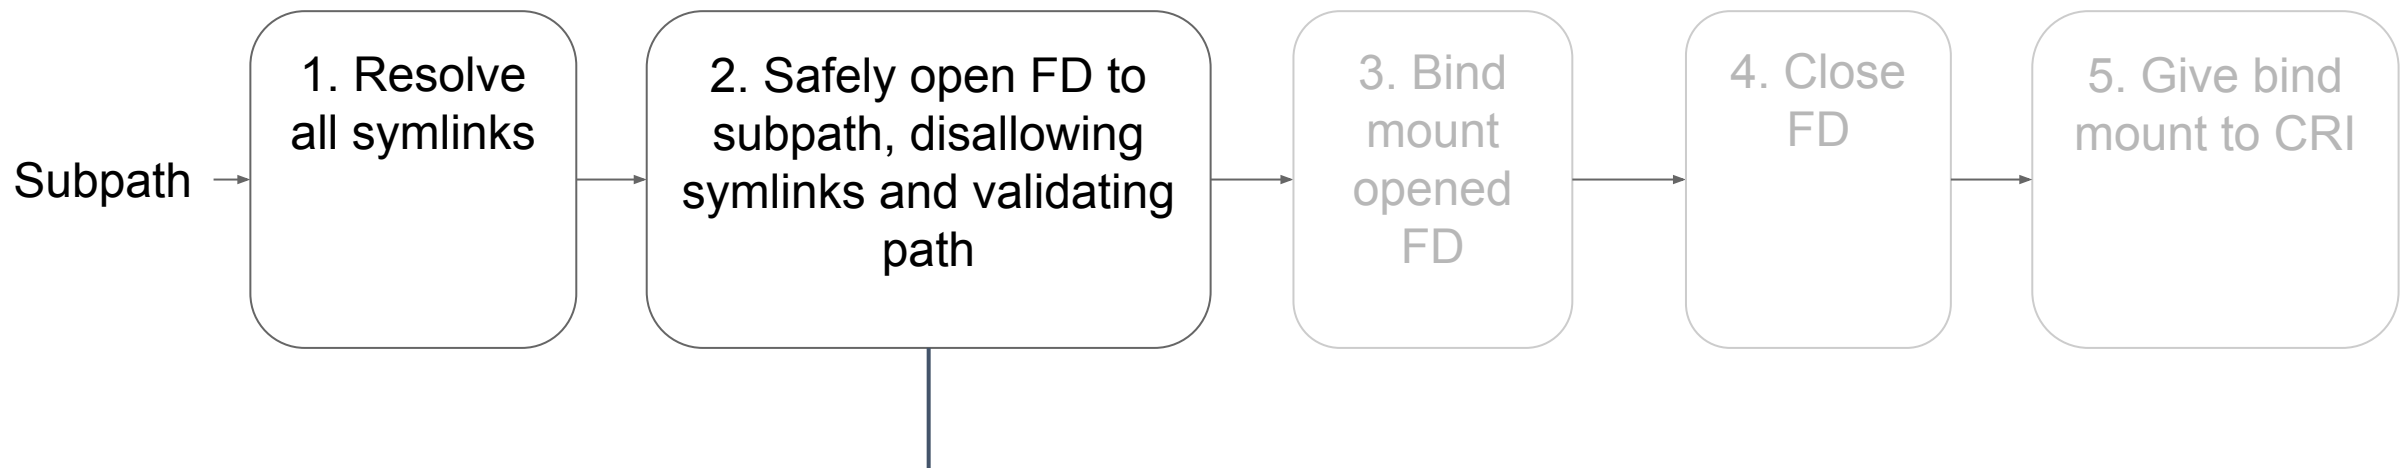 Subpath
1. Resolve
all symlinks
2. Safely open FD to
subpath, disallowing
symlinks and validating
path
3. Bind
mount
opened
FD
4. Close
FD
5. Give bind
mount to CRI